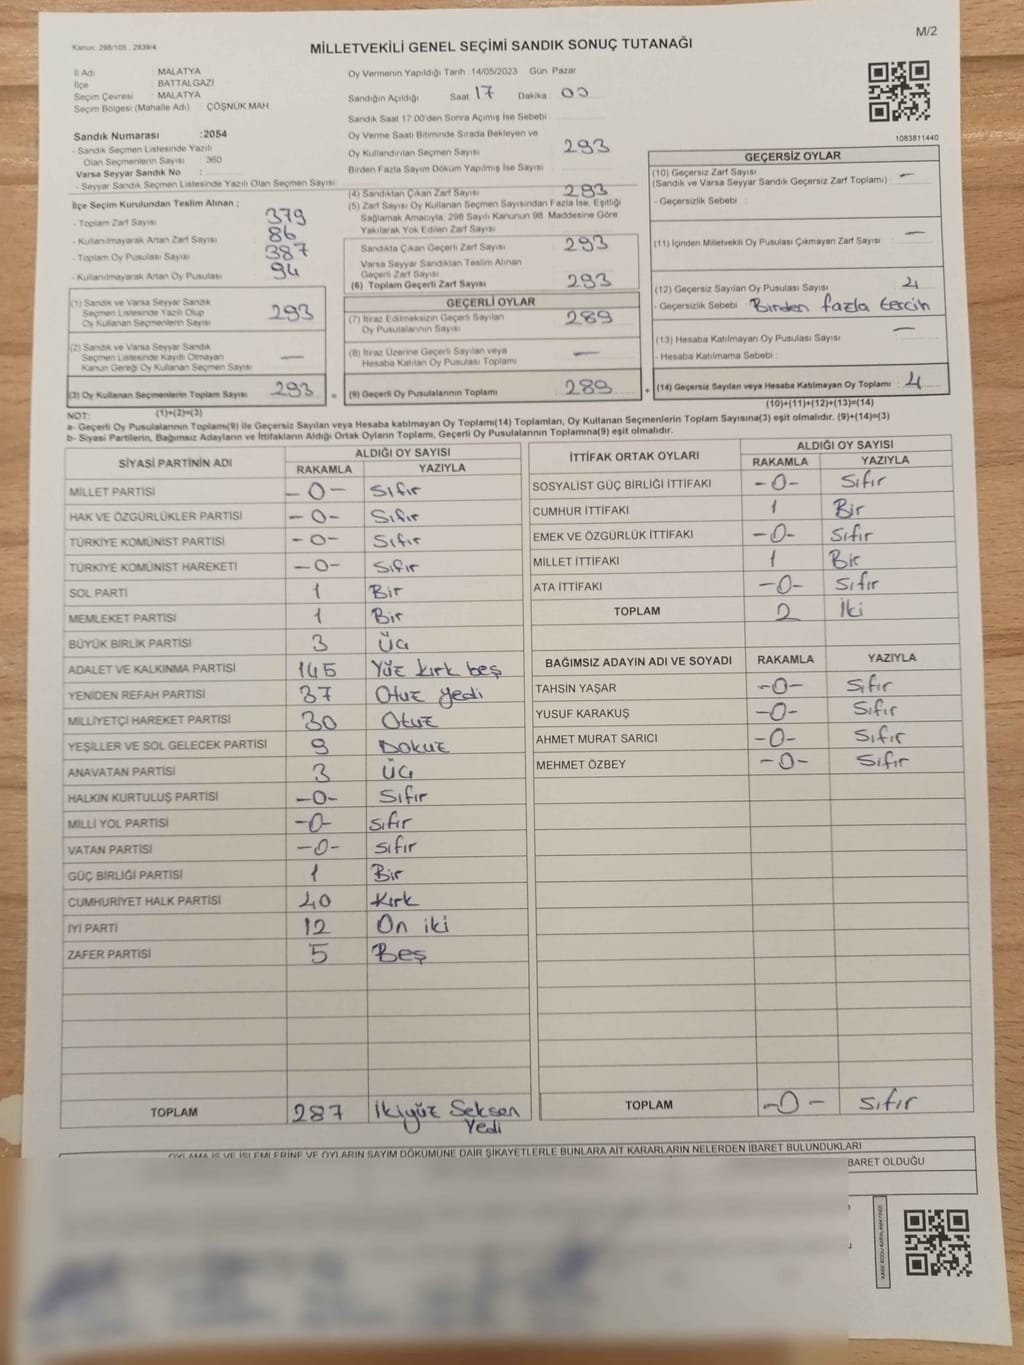 M/2
Kanun: 298/105 , 2839/4
MİLLETVEKİLİ GENEL SEÇİMİ SANDIK SONUÇ TUTANAĞI
İl Adı : MALATYA
İlçe : BATTALGAZİ
Seçim Çevresi : MALATYA
Seçim Bölgesi (Mahalle Adı) : ÇÖŞNÜK MAH
Sandık Numarası :2054
- Sandık Seçmen Listesinde Yazılı
Olan Seçmenlerin Sayısı : 360
Varsa Seyyar Sandık No :
- Seyyar Sandık Seçmen Listesinde Yazılı Olan Seçmen Sayısı :
İlçe Seçim Kurulundan Teslim Alınan ;
- Toplam Zarf Sayısı 379
- Kullanılmayarak Artan Zarf Sayısı 86
- Toplam Oy Pusulası Sayısı 387
- Kullanılmayarak Artan Oy Pusulası 94
(1) Sandık ve Varsa Seyyar Sandık
Seçmen Listesinde Yazılı Olup
Oy Kullanan Seçmenlerin Sayısı 293
(2) Sandık ve Varsa Seyyar Sandık
Seçmen Listesinde Kayıtlı Olmayan
Kanun Gereği Oy Kullanan Seçmen Sayısı —
(3) Oy Kullanan Seçmenlerin Toplam Sayısı 293 =
(1)+(2)=(3)
Oy Vermenin Yapıldığı Tarih 14/05/2023 Gün: Pazar
Sandığın Açıldığı Saat 17 Dakika 00
Sandık Saat 17:00'den Sonra Açılmış İse Sebebi :
Oy Verme Saati Bitiminde Sırada Bekleyen ve
Oy Kullandırılan Seçmen Sayısı 293
Birden Fazla Sayım Döküm Yapılmış İse Sayısı
(4) Sandıktan Çıkan Zarf Sayısı 293
(5) Zarf Sayısı Oy Kullanan Seçmen Sayısından Fazla İse, Eşitliği
Sağlamak Amacıyla, 298 Sayılı Kanunun 98. Maddesine Göre
Yakılarak Yok Edilen Zarf Sayısı
Sandıkta Çıkan Geçerli Zarf Sayısı 293
Varsa Seyyar Sandıktan Teslim Alınan
Geçerli Zarf Sayısı
(6) Toplam Geçerli Zarf Sayısı 293
GEÇERLİ OYLAR
(7) İtiraz Edilmeksizin Geçerli Sayılan
Oy Pusulalarının Sayısı 289
(8) İtiraz Üzerine Geçerli Sayılan veya
Hesaba Katılan Oy Pusulası Toplamı —
(9) Geçerli Oy Pusulalarının Toplamı 289 +
1083811440
GEÇERSİZ OYLAR
(10) Geçersiz Zarf Sayısı
(Sandık ve Varsa Seyyar Sandık Geçersiz Zarf Toplamı) —
- Geçersizlik Sebebi :
(11) İçinden Milletvekili Oy Pusulası Çıkmayan Zarf Sayısı —
(12) Geçersiz Sayılan Oy Pusulası Sayısı 4
- Geçersizlik Sebebi : Birden fazla tercih
(13) Hesaba Katılmayan Oy Pusulası Sayısı —
- Hesaba Katılmama Sebebi :
(14) Geçersiz Sayılan veya Hesaba Katılmayan Oy Toplamı 4
(10)+(11)+(12)+(13)=(14)
NOT:
a- Geçerli Oy Pusulalarının Toplamı(9) ile Geçersiz Sayılan veya Hesaba katılmayan Oy Toplamı(14) Toplamları, Oy Kullanan Seçmenlerin Toplam Sayısına(3) eşit olmalıdır. (9)+(14)=(3)
b- Siyasi Partilerin, Bağımsız Adayların ve İttifakların Aldığı Ortak Oyların Toplamı, Geçerli Oy Pusulalarının Toplamına(9) eşit olmalıdır.
SİYASİ PARTİNİN ADI ALDIĞI OY SAYISI
RAKAMLA YAZIYLA
MİLLET PARTİSİ -0- Sıfır
HAK VE ÖZGÜRLÜKLER PARTİSİ -0- Sıfır
TÜRKİYE KOMÜNİST PARTİSİ -0- Sıfır
TÜRKİYE KOMÜNİST HAREKETİ -0- Sıfır
SOL PARTİ 1 Bir
MEMLEKET PARTİSİ 1 Bir
BÜYÜK BİRLİK PARTİSİ 3 Üç
ADALET VE KALKINMA PARTİSİ 145 Yüz kırk beş
YENİDEN REFAH PARTİSİ 37 Otuz yedi
MİLLİYETÇİ HAREKET PARTİSİ 30 Otuz
YEŞİLLER VE SOL GELECEK PARTİSİ 9 Dokuz
ANAVATAN PARTİSİ 3 Üç
HALKIN KURTULUŞ PARTİSİ -0- Sıfır
MİLLİ YOL PARTİSİ -0- sıfır
VATAN PARTİSİ -0- sıfır
GÜÇ BİRLİĞİ PARTİSİ 1 Bir
CUMHURİYET HALK PARTİSİ 40 Kırk
İYİ PARTİ 12 On iki
ZAFER PARTİSİ 5 Beş
TOPLAM 287 İkiyüz Seksen
Yedi
İTTİFAK ORTAK OYLARI ALDIĞI OY SAYISI
RAKAMLA YAZIYLA
SOSYALİST GÜÇ BİRLİĞİ İTTİFAKI -0- Sıfır
CUMHUR İTTİFAKI 1 Bir
EMEK VE ÖZGÜRLÜK İTTİFAKI -0- Sıfır
MİLLET İTTİFAKI 1 Bir
ATA İTTİFAKI -0- Sıfır
TOPLAM 2 İki
BAĞIMSIZ ADAYIN ADI VE SOYADI RAKAMLA YAZIYLA
TAHSİN YAŞAR -0- Sıfır
YUSUF KARAKUŞ -0- Sıfır
AHMET MURAT SARICI -0- Sıfır
MEHMET ÖZBEY -0- Sıfır
TOPLAM -0- sıfır
OYLAMA İŞ VE İŞLEMLERİNE VE OYLARIN SAYIM DÖKÜMÜNE DAİR ŞİKAYETLERLE BUNLARA AİT KARARLARIN NELERDEN İBARET BULUNDUKLARI
BARET OLDUĞU